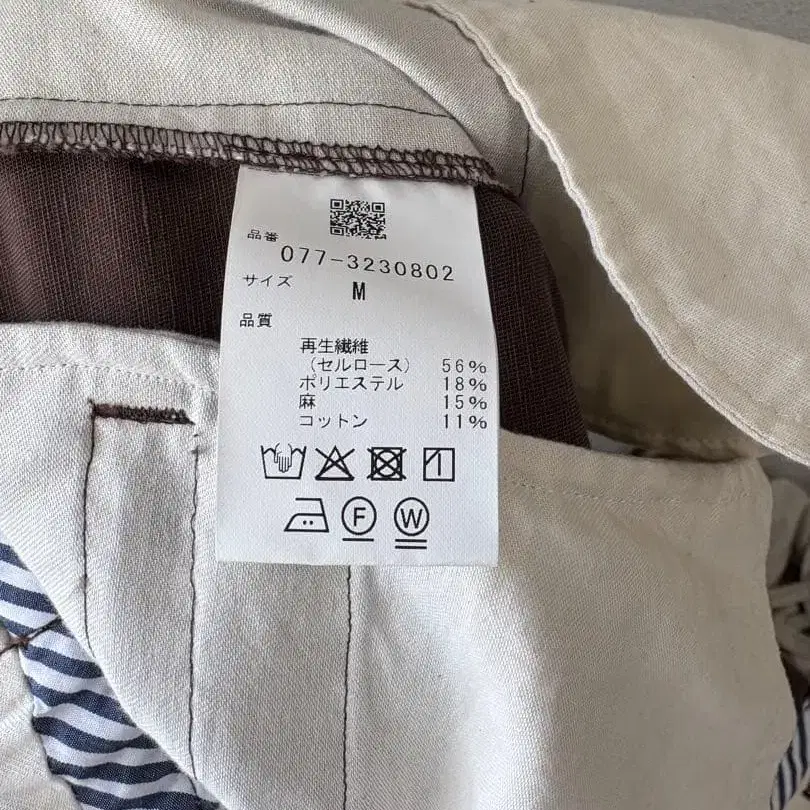 品番
077-3230802
サイズ
M
品質
再生繊維
(セルロース) 56%
ポリエステル 18%
麻 15%
コットン 11%
F W